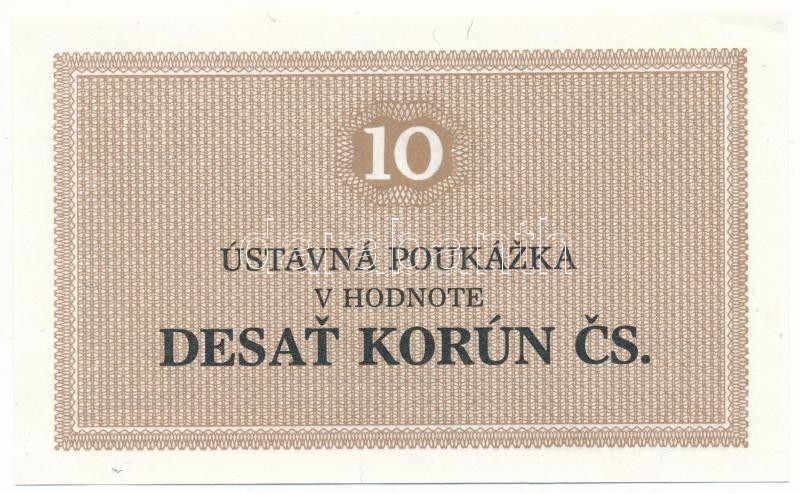 10
ÚSTAVNÁ POUKÁŽKA
V HODNOTE
DESAŤ KORÚN ČS.